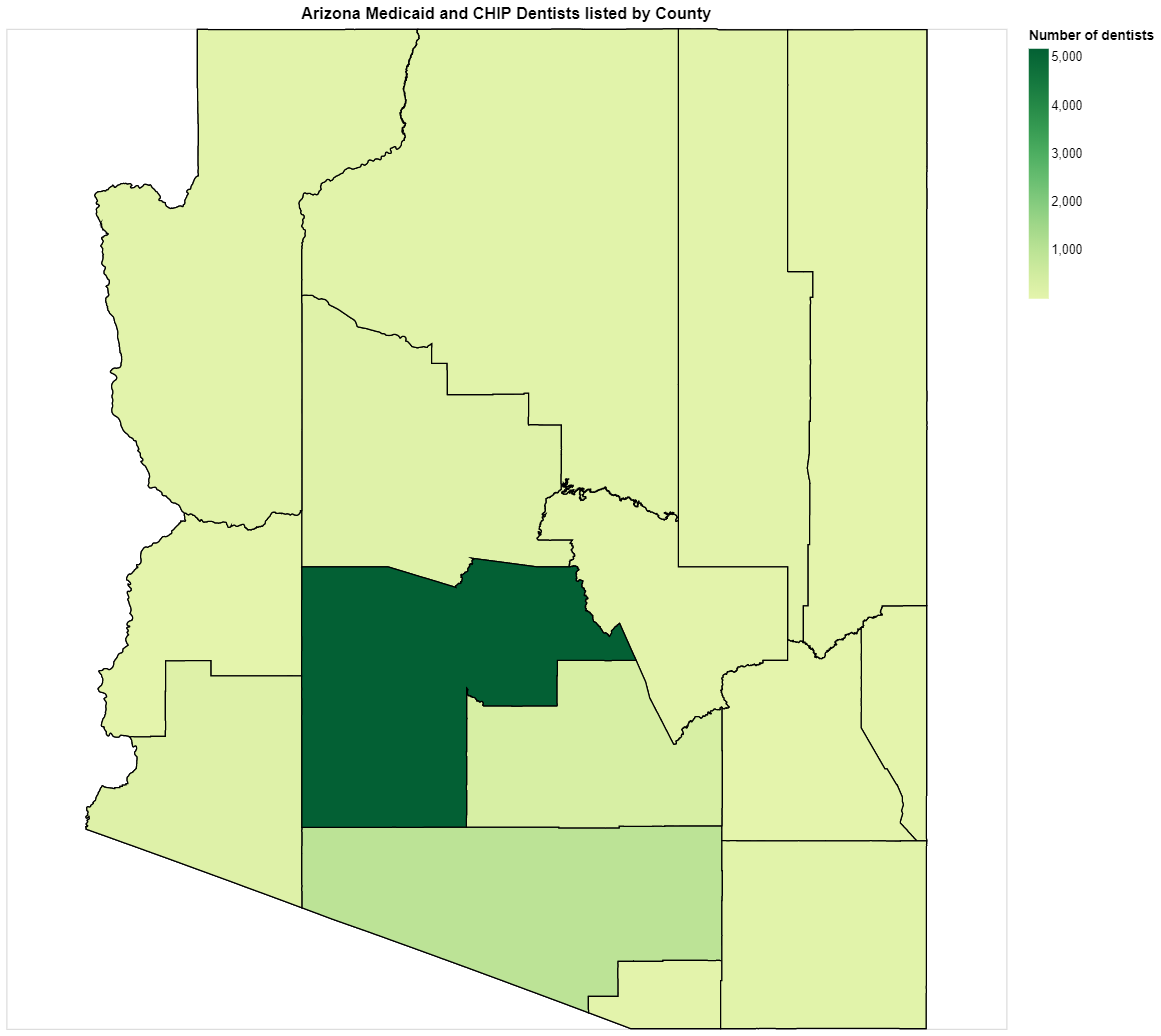 Arizona Medicaid and CHIP Dentists listed by County
Number of dentists
5,000
4,000
3,000
2,000
1,000